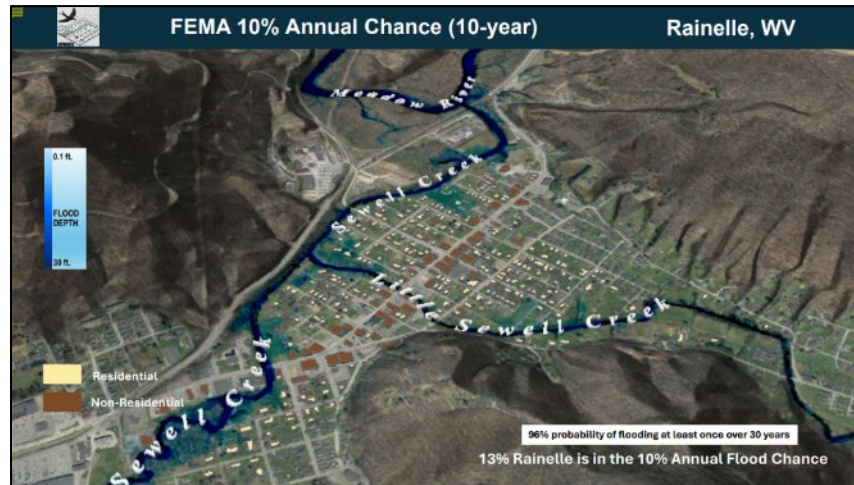 FEMA 10% Annual Chance (10-year)
Rainelle, WV
Meadow River
Sewell Creek
0.1 ft.
FLOOD
DEPTH
30 ft.
Little Sewell Creek
Sewell Creek
Residential
Non-Residential
96% probability of flooding at least once over 30 years
13% Rainelle is in the 10% Annual Flood Chance